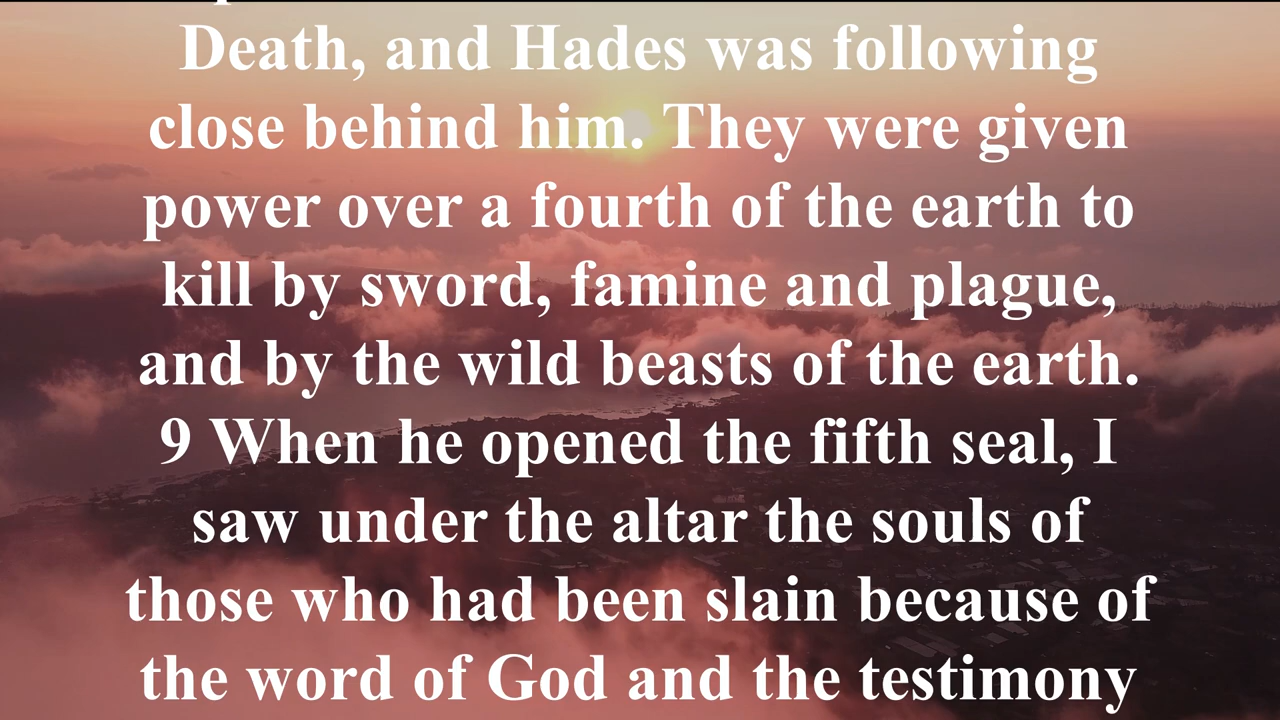 Death, and Hades was following
close behind him. They were given
power over a fourth of the earth to
kill by sword, famine and plague,
and by the wild beasts of the earth.
9 When he opened the fifth seal, I
saw under the altar the souls of
those who had been slain because of
the word of God and the testimony